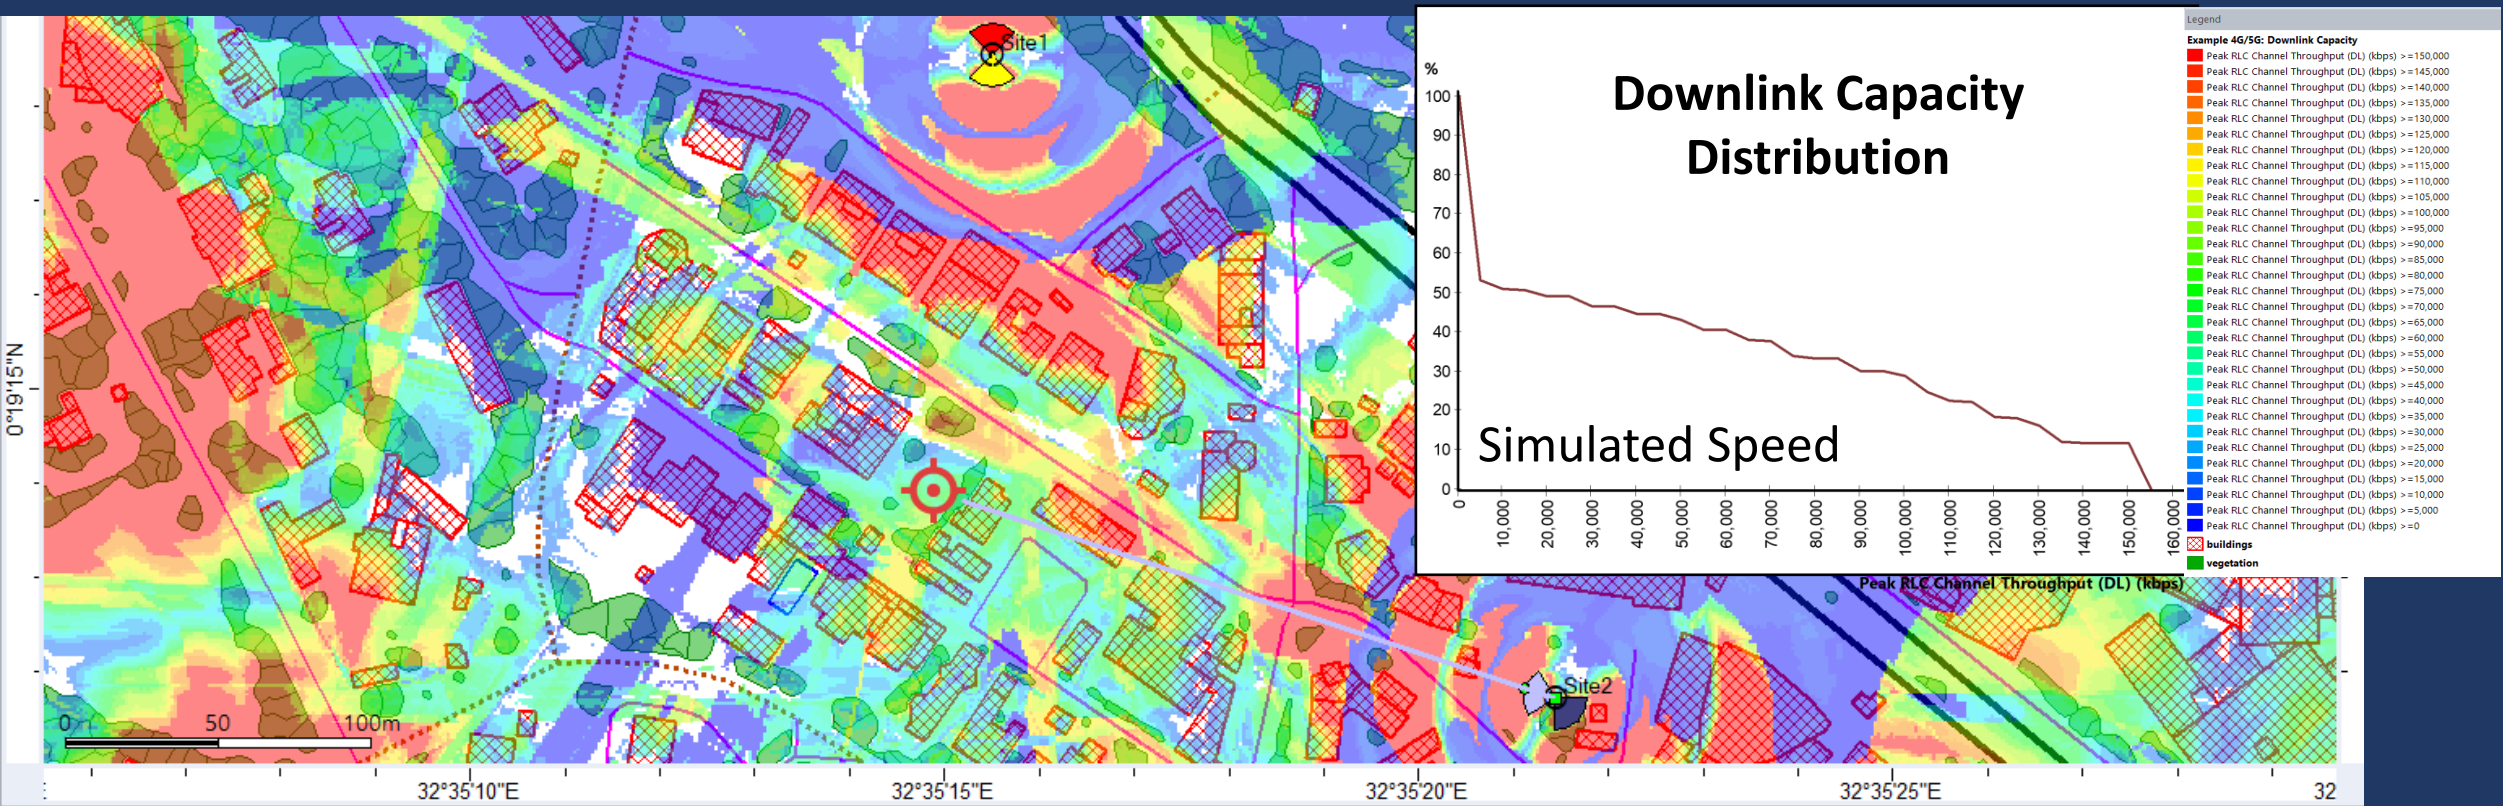 Site1
Site2
0°19'15"N
0 50 100m
32°35'10"E
32°35'15"E
32°35'20"E
32°35'25"E
32
Downlink Capacity
Distribution
Simulated Speed
%
100
90
80
70
60
50
40
30
20
10
0
0
10,000
20,000
30,000
40,000
50,000
60,000
70,000
80,000
90,000
100,000
110,000
120,000
130,000
140,000
150,000
160,000
Peak RLC Channel Throughput (DL) (kbps)
Legend
Example 4G/5G: Downlink Capacity
Peak RLC Channel Throughput (DL) (kbps) >=150,000
Peak RLC Channel Throughput (DL) (kbps) >=145,000
Peak RLC Channel Throughput (DL) (kbps) >=140,000
Peak RLC Channel Throughput (DL) (kbps) >=135,000
Peak RLC Channel Throughput (DL) (kbps) >=130,000
Peak RLC Channel Throughput (DL) (kbps) >=125,000
Peak RLC Channel Throughput (DL) (kbps) >=120,000
Peak RLC Channel Throughput (DL) (kbps) >=115,000
Peak RLC Channel Throughput (DL) (kbps) >=110,000
Peak RLC Channel Throughput (DL) (kbps) >=105,000
Peak RLC Channel Throughput (DL) (kbps) >=100,000
Peak RLC Channel Throughput (DL) (kbps) >=95,000
Peak RLC Channel Throughput (DL) (kbps) >=90,000
Peak RLC Channel Throughput (DL) (kbps) >=85,000
Peak RLC Channel Throughput (DL) (kbps) >=80,000
Peak RLC Channel Throughput (DL) (kbps) >=75,000
Peak RLC Channel Throughput (DL) (kbps) >=70,000
Peak RLC Channel Throughput (DL) (kbps) >=65,000
Peak RLC Channel Throughput (DL) (kbps) >=60,000
Peak RLC Channel Throughput (DL) (kbps) >=55,000
Peak RLC Channel Throughput (DL) (kbps) >=50,000
Peak RLC Channel Throughput (DL) (kbps) >=45,000
Peak RLC Channel Throughput (DL) (kbps) >=40,000
Peak RLC Channel Throughput (DL) (kbps) >=35,000
Peak RLC Channel Throughput (DL) (kbps) >=30,000
Peak RLC Channel Throughput (DL) (kbps) >=25,000
Peak RLC Channel Throughput (DL) (kbps) >=20,000
Peak RLC Channel Throughput (DL) (kbps) >=15,000
Peak RLC Channel Throughput (DL) (kbps) >=10,000
Peak RLC Channel Throughput (DL) (kbps) >=5,000
Peak RLC Channel Throughput (DL) (kbps) >=0
buildings
vegetation